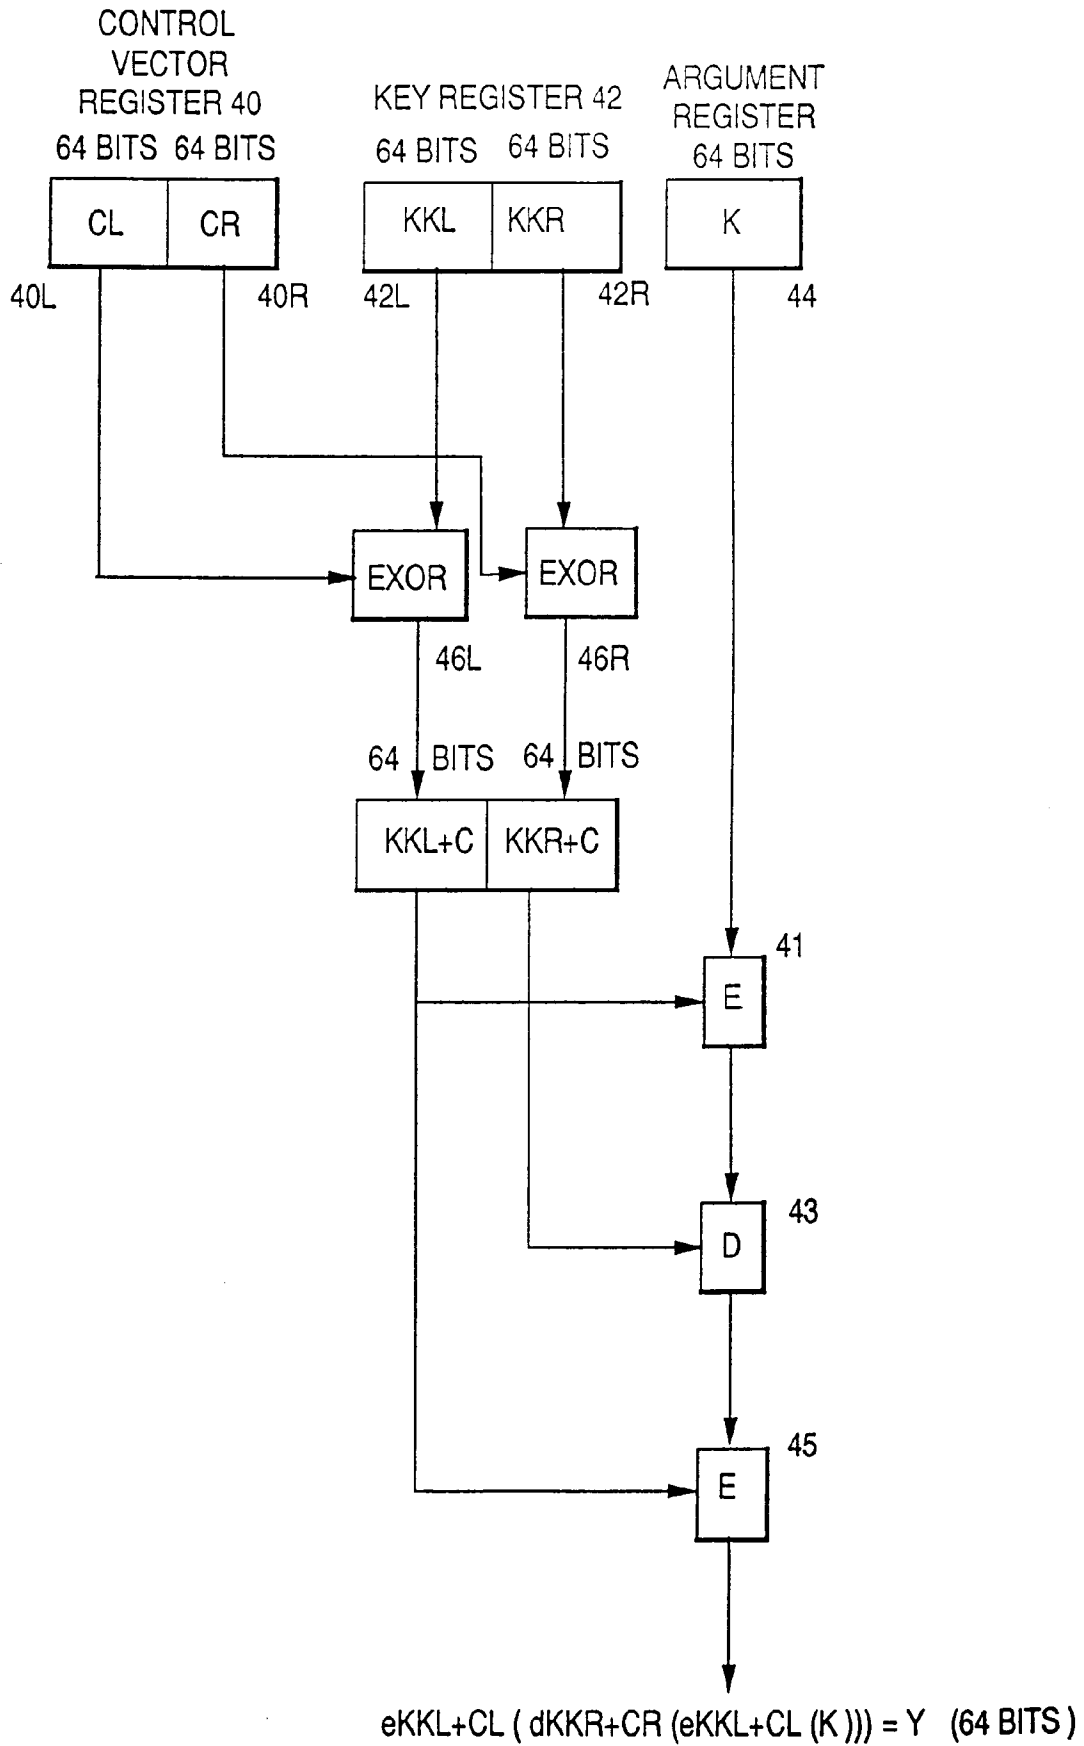 CONTROL
VECTOR
REGISTER 40
64 BITS 64 BITS
KEY REGISTER 42
64 BITS 64 BITS
ARGUMENT
REGISTER
64 BITS
CL CR
KKL KKR
K
40L 40R
42L 42R
44
EXOR EXOR
46L 46R
64 BITS 64 BITS
KKL+C KKR+C
41
E
43
D
45
E
eKKL+CL ( dKKR+CR (eKKL+CL (K ))) = Y (64 BITS )